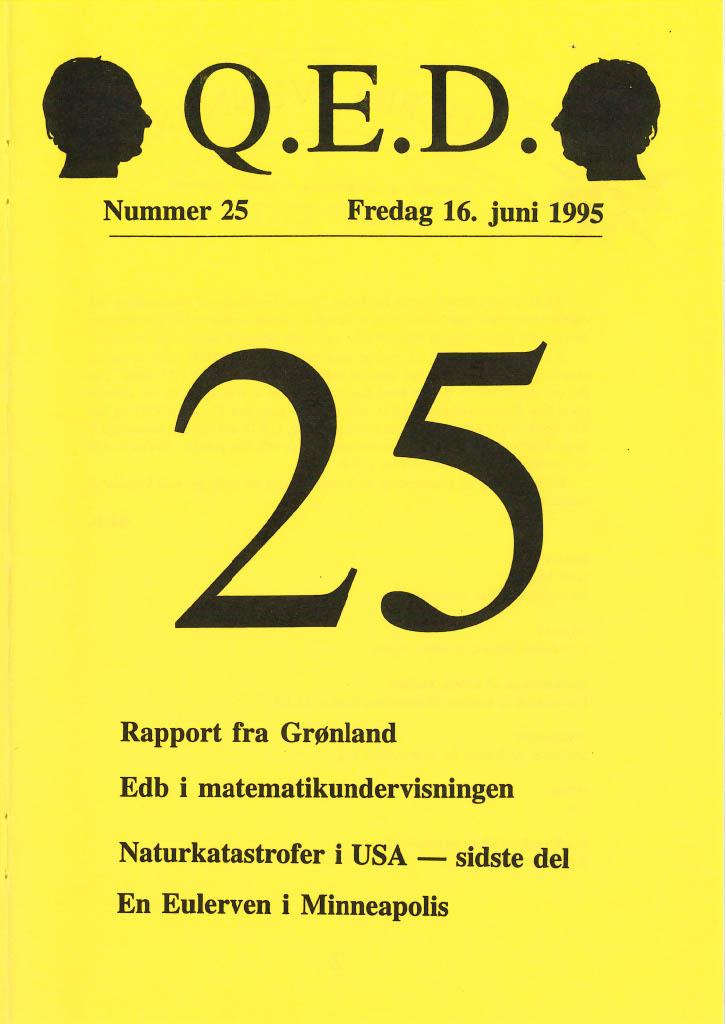 Q.E.D.
Nummer 25 Fredag 16. juni 1995
25
Rapport fra Grønland
Edb i matematikundervisningen
Naturkatastrofer i USA — sidste del
En Eulerven i Minneapolis